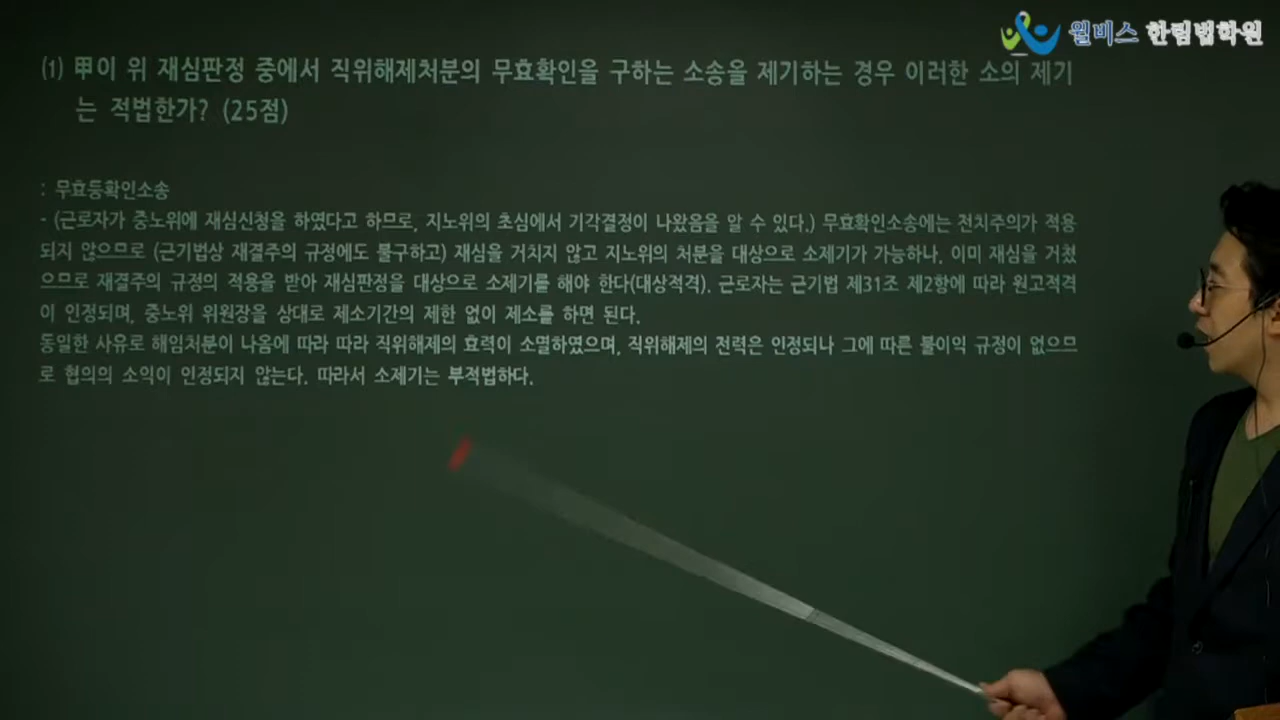 윌비스 한림법학원
(1) 甲이 위 재심판정 중에서 직위해제처분의 무효확인을 구하는 소송을 제기하는 경우 이러한 소의 제기
는 적법한가? (25점)
: 무효등확인소송
- (근로자가 중노위에 재심신청을 하였다고 하므로, 지노위의 초심에서 기각결정이 나왔음을 알 수 있다.) 무효확인소송에는 전치주의가 적용
되지 않으므로 (근기법상 재결주의 규정에도 불구하고) 재심을 거치지 않고 지노위의 처분을 대상으로 소제기가 가능하나, 이미 재심을 거쳤
으므로 재결주의 규정의 적용을 받아 재심판정을 대상으로 소제기를 해야 한다(대상적격). 근로자는 근기법 제31조 제2항에 따라 원고적격
이 인정되며, 중노위 위원장을 상대로 제소기간의 제한 없이 제소를 하면 된다.
동일한 사유로 해임처분이 나옴에 따라 따라 직위해제의 효력이 소멸하였으며, 직위해제의 전력은 인정되나 그에 따른 불이익 규정이 없으므
로 협의의 소익이 인정되지 않는다. 따라서 소제기는 부적법하다.